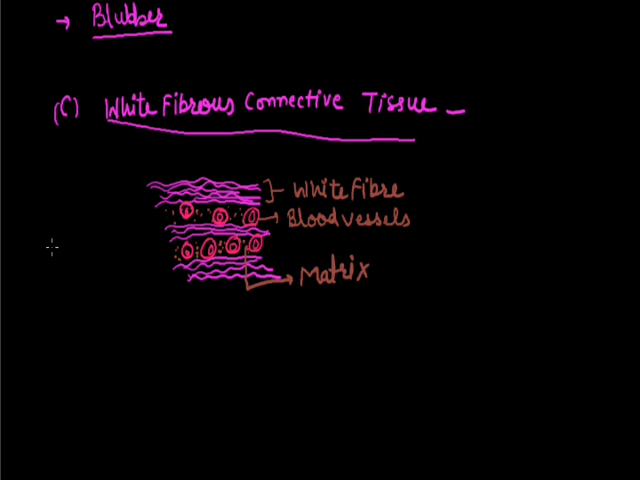 → Blubber
(C) White Fibrous Connective Tissue –
White Fibre
Blood vessels
Matrix